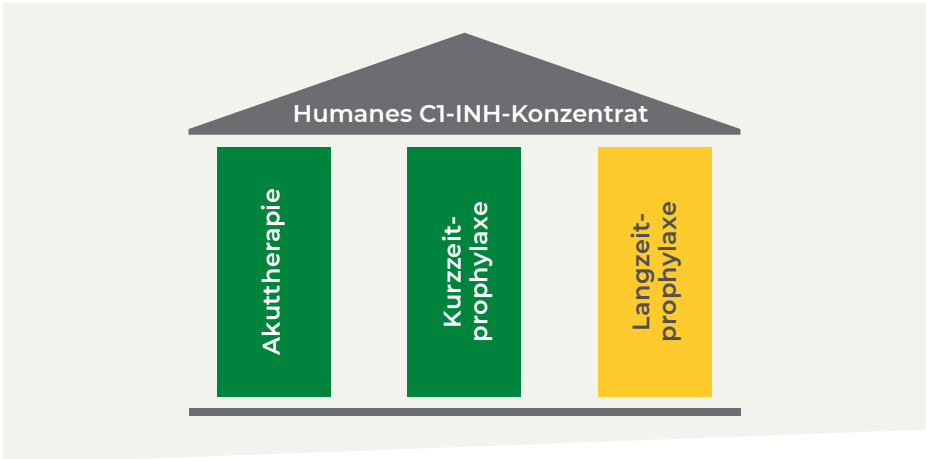 Humanes C1-INH-Konzentrat
Akuttherapie
Kurzzeit-
prophylaxe
Langzeit-
prophylaxe